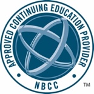 APPROVED CONTINUING EDUCATION PROVIDER
NBCC
TM